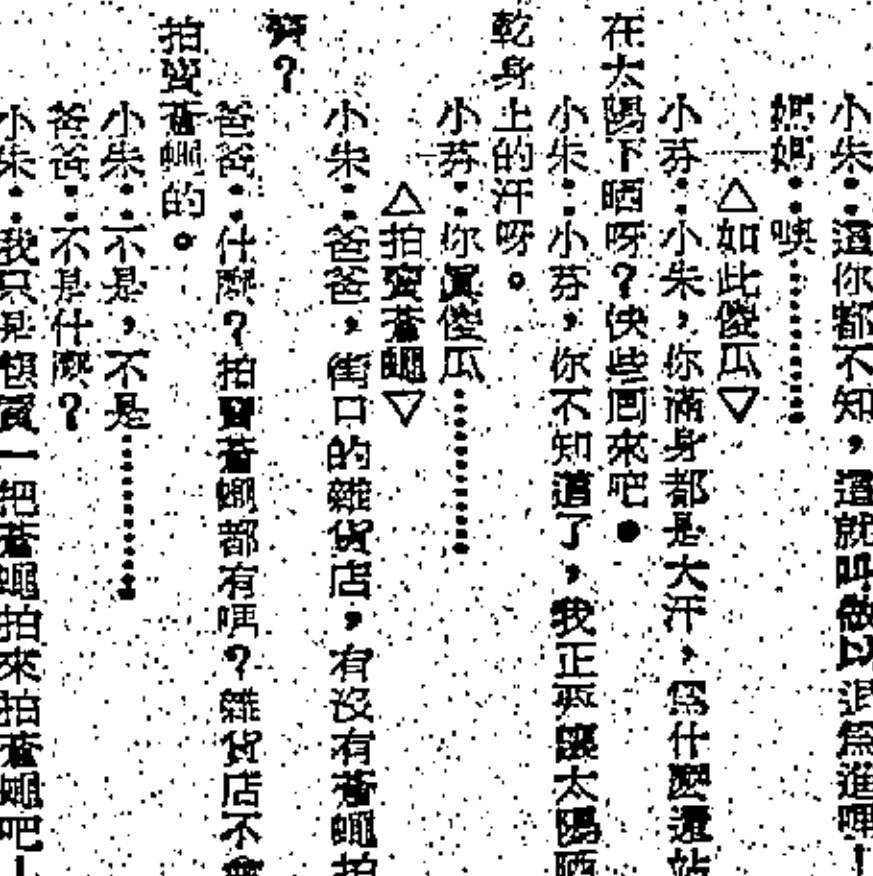 小朱：這你都不知，這就叫做以退爲進嘿！
媽媽：噢…………
△如此傻瓜▽
小芬：小朱，你滿身都是大汗，爲什麼還站
在太陽下晒呀？快些回來吧●
小朱：小芬，你不知道了，我正要讓太陽晒
乾身上的汗呀。
小芬：你眞傻瓜…………
△拍賣蒼蠅▽
小朱：爸爸，街口的雜貨店，有沒有蒼蠅拍
賣？
爸爸：什麼？拍賣蒼蠅都有嗎？雜貨店不會
拍賣蒼蠅的。
小朱：不是，不是…………
爸爸：不是什麼？
小朱：我只是想買一把蒼蠅拍來拍蒼蠅吧！